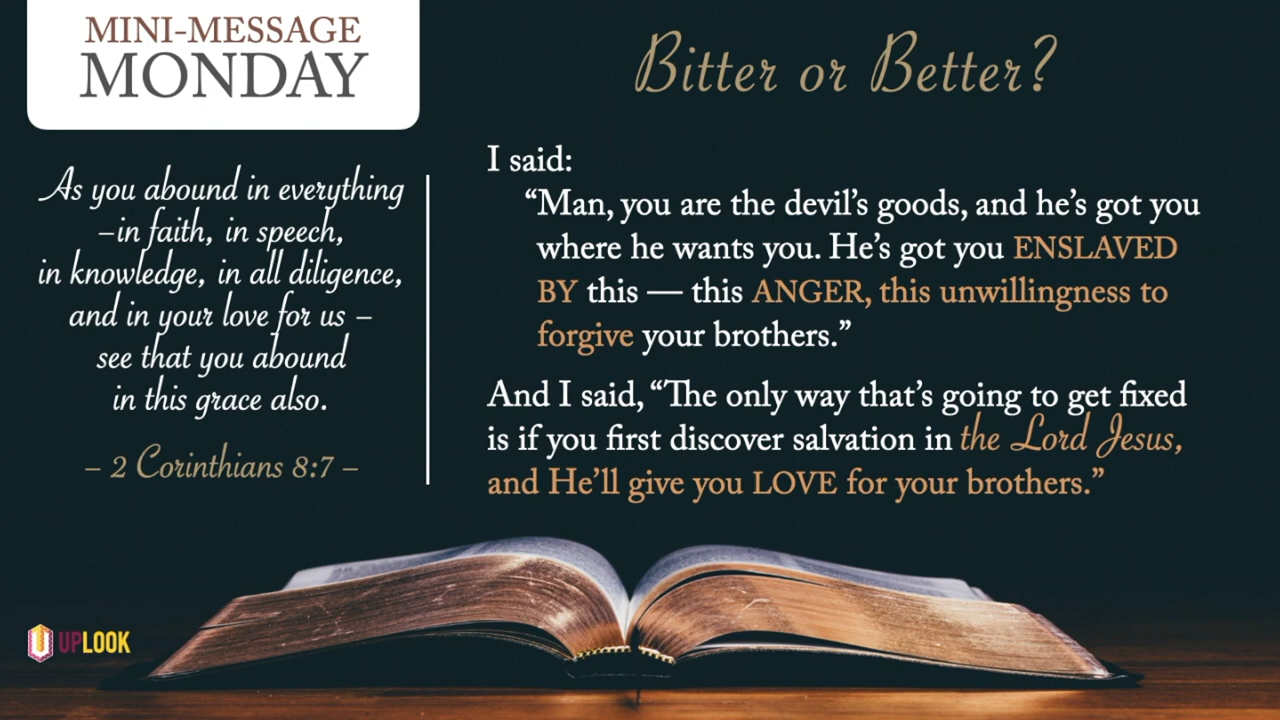 MINI-MESSAGE
MONDAY
As you abound in everything
–in faith, in speech,
in knowledge, in all diligence,
and in your love for us –
see that you abound
in this grace also.
– 2 Corinthians 8:7 –
Bitter or Better?
I said:
“Man, you are the devil’s goods, and he’s got you
where he wants you. He’s got you ENSLAVED
BY this — this ANGER, this unwillingness to
forgive your brothers.”
And I said, “The only way that’s going to get fixed
is if you first discover salvation in the Lord Jesus,
and He’ll give you LOVE for your brothers.”
UPLOOK